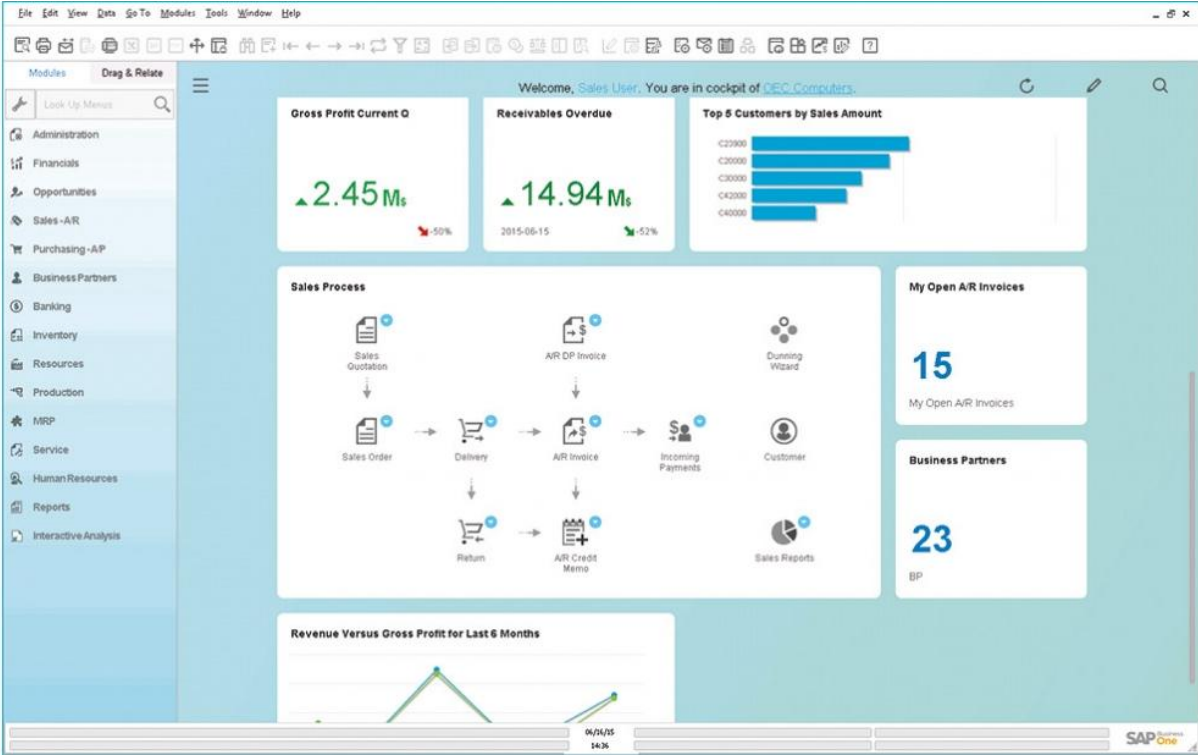 File Edit View Data Go To Modules Tools Window Help
Modules Drag & Relate
Look Up Menus
Administration
Financials
Opportunities
Sales - A/R
Purchasing - A/P
Business Partners
Banking
Inventory
Resources
Production
MRP
Service
Human Resources
Reports
Interactive Analysis
Welcome, Sales User. You are in cockpit of OEC Computers.
Gross Profit Current Q
2.45 M$
-50%
Receivables Overdue
14.94 M$
2015-06-15 -52%
Top 5 Customers by Sales Amount
C23900
C20000
C30000
C42000
C40000
Sales Process
Sales
Quotation
A/R DP Invoice
Dunning
Wizard
Sales Order
Delivery
A/R Invoice
Incoming
Payments
Customer
Return
A/R Credit
Memo
Sales Reports
My Open A/R Invoices
15
My Open A/R Invoices
Business Partners
23
BP
Revenue Versus Gross Profit for Last 6 Months
06/16/15
14:36
SAP Business
One